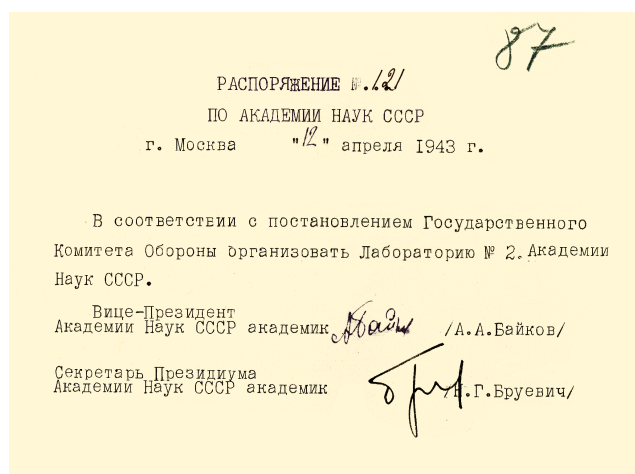 87
РАСПОРЯЖЕНИЕ №.121
ПО АКАДЕМИИ НАУК СССР
г. Москва "12" апреля 1943 г.
В соответствии с постановлением Государственного
Комитета Обороны организовать Лабораторию № 2. Академии
Наук СССР.
Вице-Президент
Академии Наук СССР академик /А.А.Байков/
Секретарь Президиума
Академии Наук СССР академик /Н.Г.Бруевич/